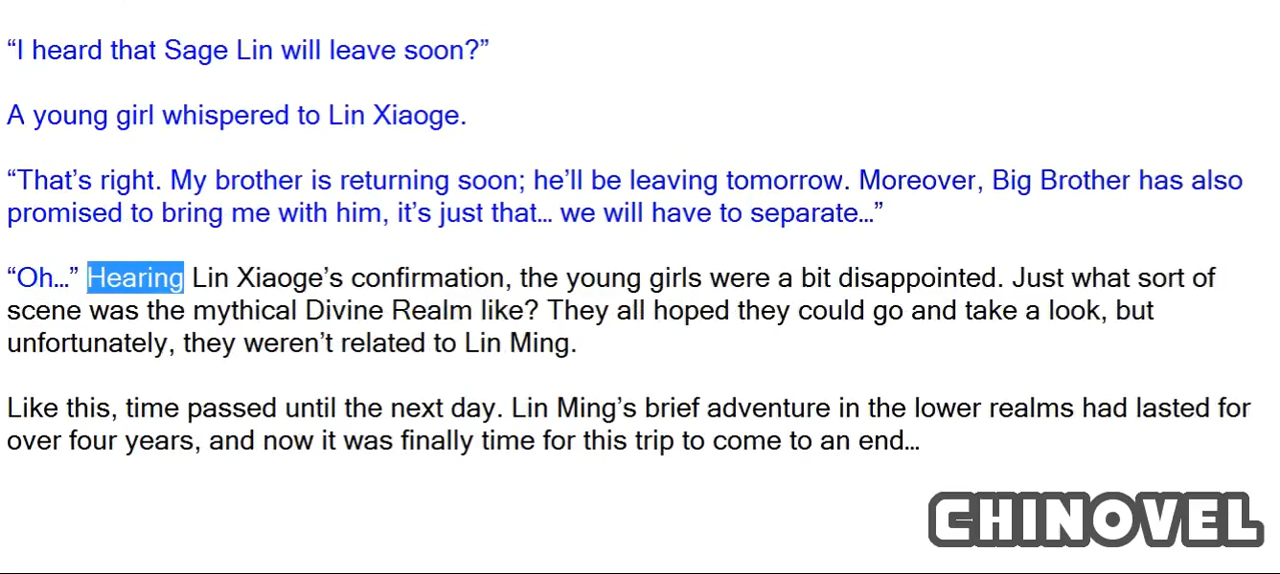 “I heard that Sage Lin will leave soon?”
A young girl whispered to Lin Xiaoge.
“That’s right. My brother is returning soon; he’ll be leaving tomorrow. Moreover, Big Brother has also
promised to bring me with him, it’s just that… we will have to separate…”
“Oh…” Hearing Lin Xiaoge’s confirmation, the young girls were a bit disappointed. Just what sort of
scene was the mythical Divine Realm like? They all hoped they could go and take a look, but
unfortunately, they weren’t related to Lin Ming.
Like this, time passed until the next day. Lin Ming’s brief adventure in the lower realms had lasted for
over four years, and now it was finally time for this trip to come to an end…
CHINOVEL